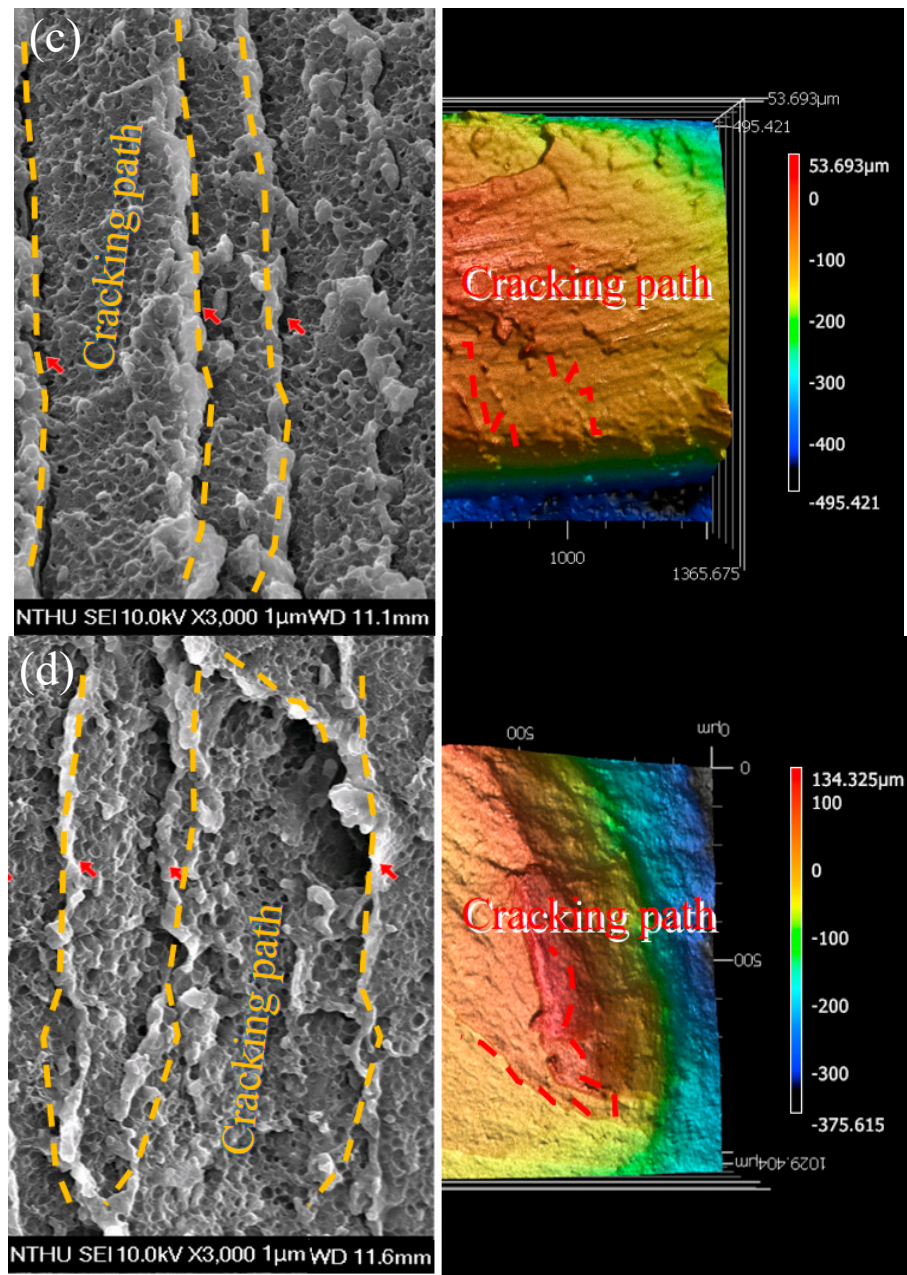 (c)
Cracking path
NTHU SEI 10.0kV X3,000 1μm WD 11.1mm
53.693μm
495.421
Cracking path
1000
1365.675
53.693μm
0
-100
-200
-300
-400
-495.421
(d)
Cracking path
NTHU SEI 10.0kV X3,000 1μm WD 11.6mm
500
0μm
0
Cracking path
500
1029.404μm
134.325μm
100
0
-100
-200
-300
-375.615